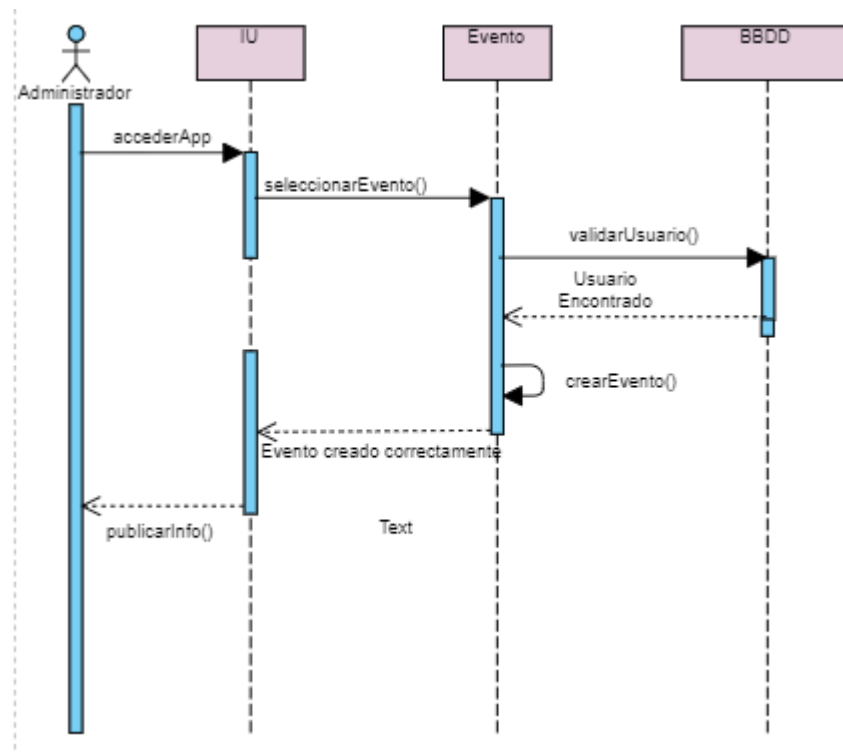 IU
Evento
BBDD
Administrador
accederApp
seleccionarEvento()
validarUsuario()
Usuario
Encontrado
crearEvento()
Evento creado correctamente
publicarInfo()
Text